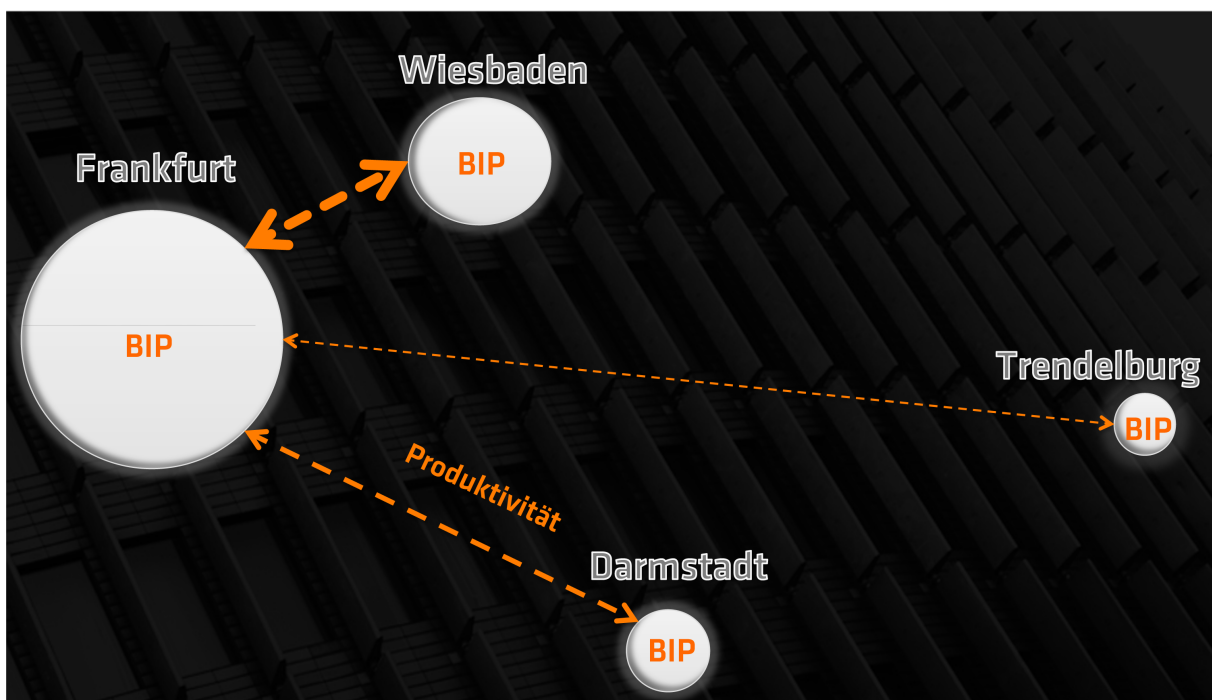 Wiesbaden
BIP
Frankfurt
BIP
Trendelburg
BIP
Produktivität
Darmstadt
BIP